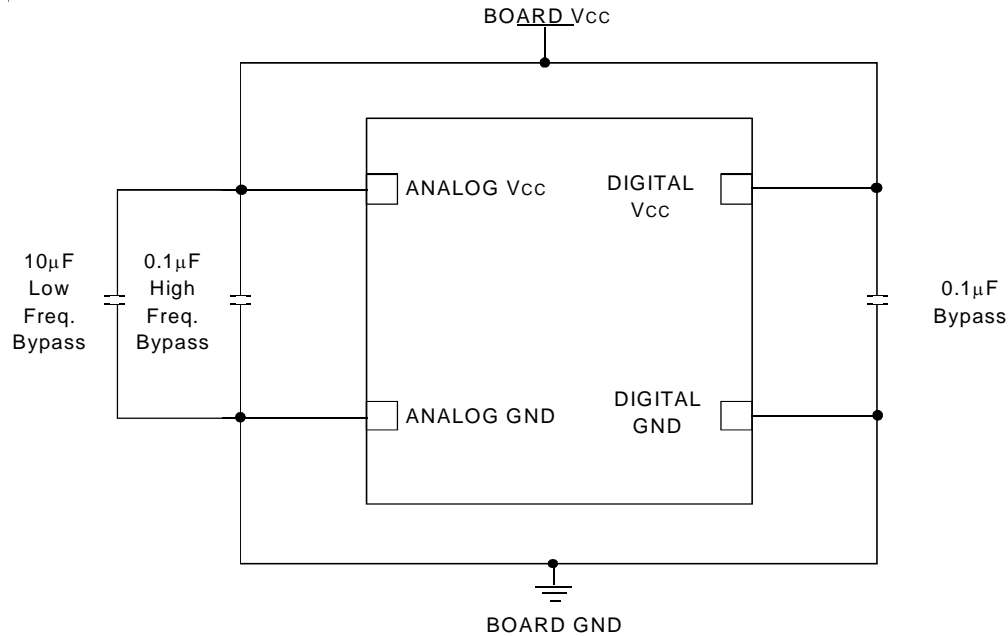 BOARD VCC
ANALOG VCC
DIGITAL
VCC
10µF
Low
Freq.
Bypass
0.1µF
High
Freq.
Bypass
0.1µF
Bypass
ANALOG GND
DIGITAL
GND
BOARD GND